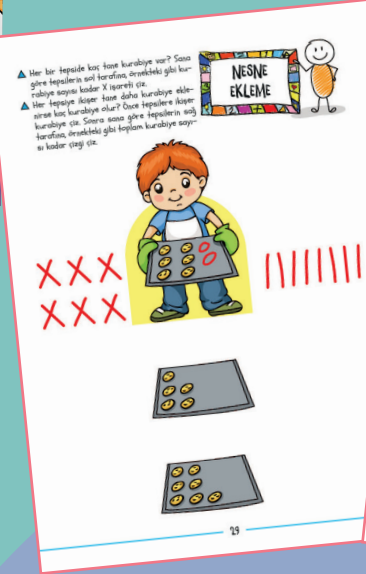 Her bir tepside kaç tane kurabiye var? Sana
göre tepsilerin sol tarafına, örnekteki gibi ku-
rabiye sayısı kadar X işareti çiz.
Her tepsiye ikişer tane daha kurabiye ekle-
nirse kaç kurabiye olur? Önce tepsilere ikişer
kurabiye çiz. Sonra sana göre tepsilerin sağ
tarafına, örnekteki gibi toplam kurabiye sayı-
sı kadar çizgi çiz.
NESNE
EKLEME
X X X
X X X
29